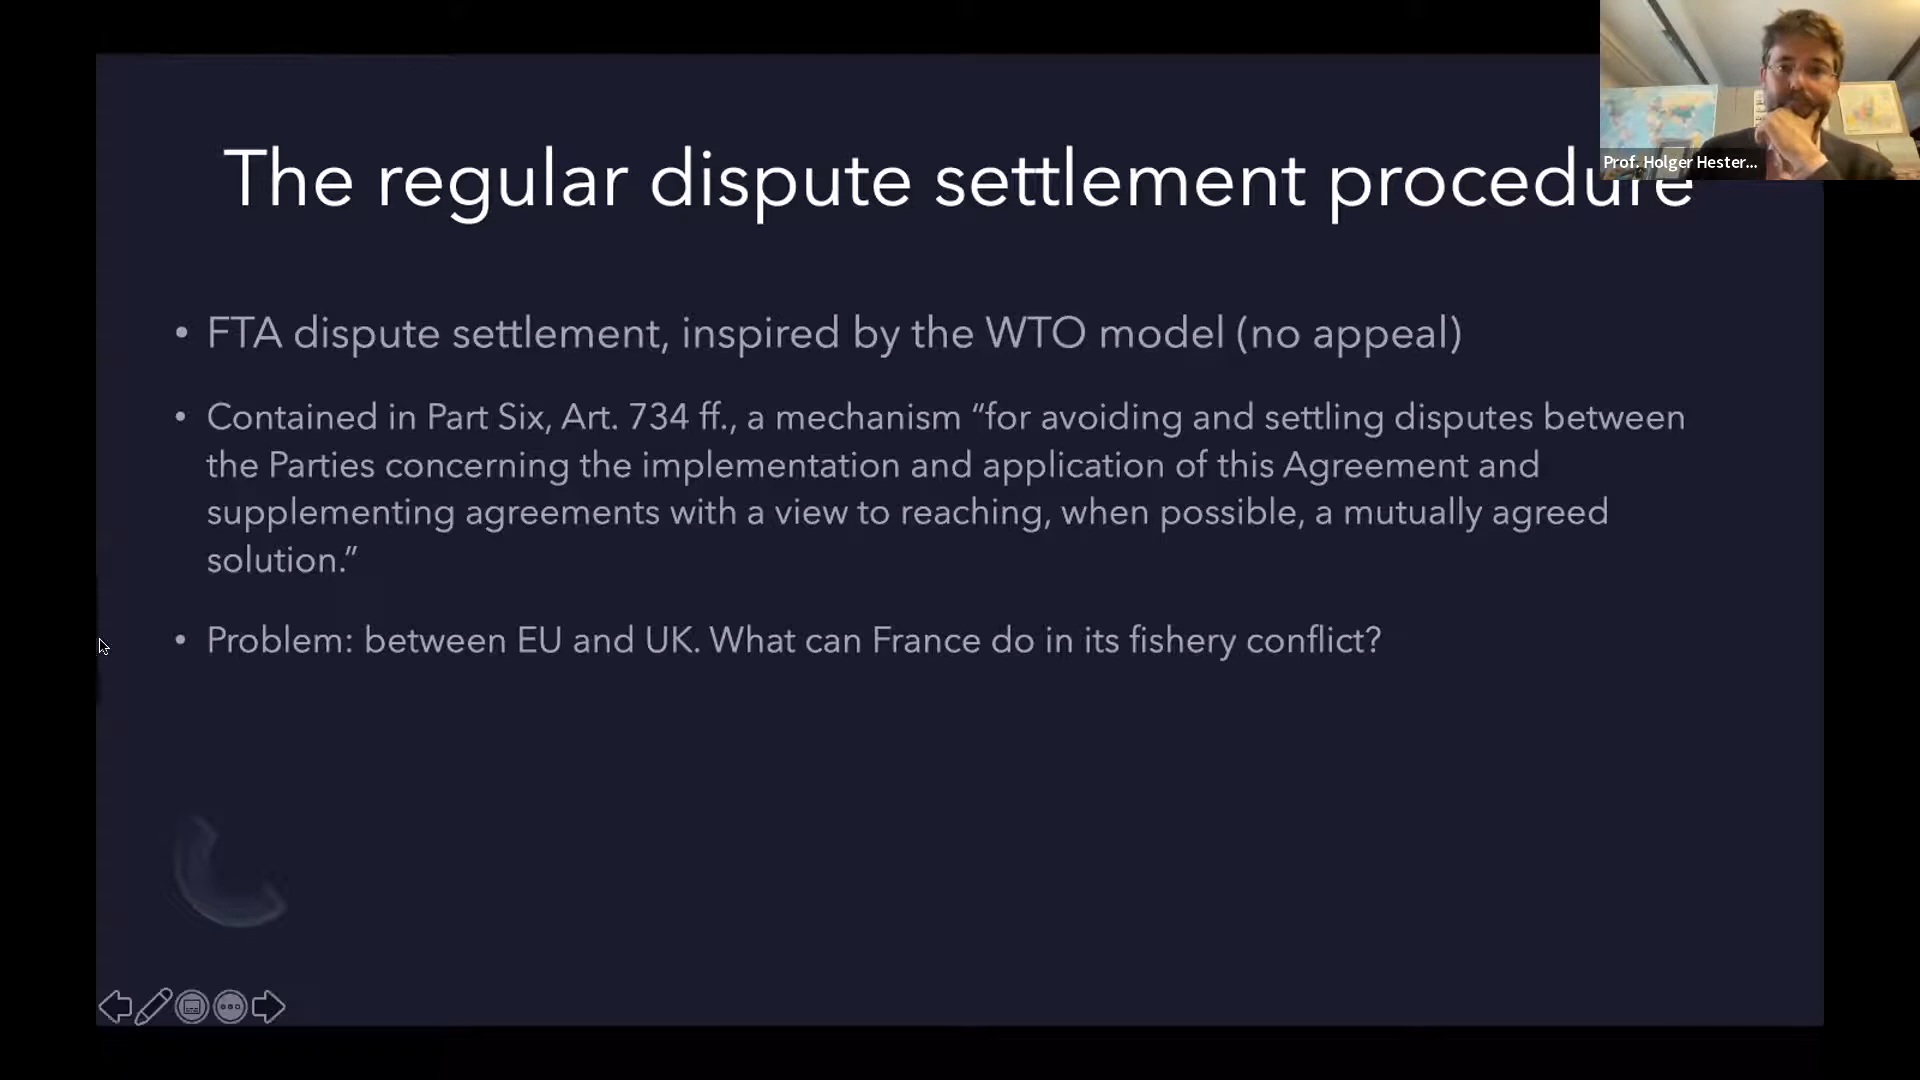 The regular dispute settlement procedure
Prof. Holger Hester...
• FTA dispute settlement, inspired by the WTO model (no appeal)
• Contained in Part Six, Art. 734 ff., a mechanism “for avoiding and settling disputes between
the Parties concerning the implementation and application of this Agreement and
supplementing agreements with a view to reaching, when possible, a mutually agreed
solution.”
• Problem: between EU and UK. What can France do in its fishery conflict?